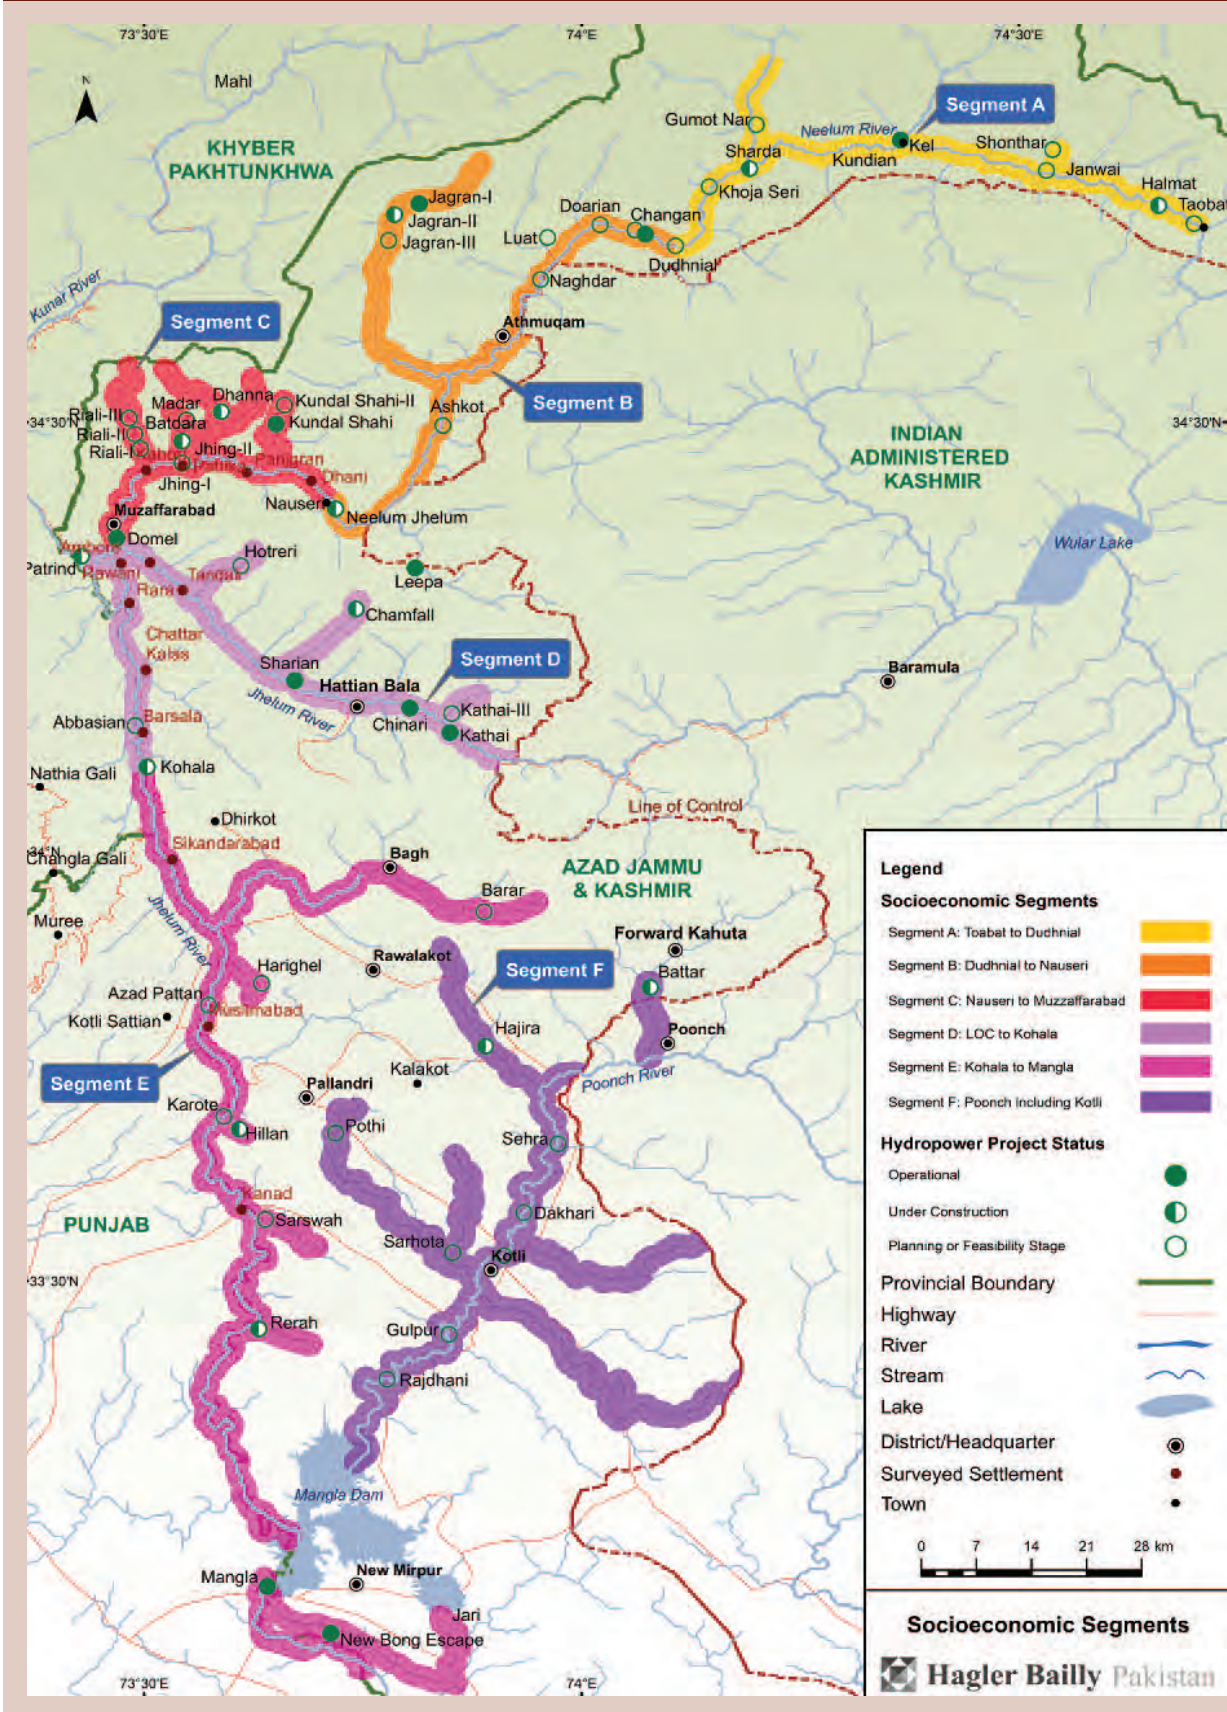 73°30'E
74°E
74°30'E
N
Mahl
Segment A
Gumot Nar
Neelum River
Kel
Shonthar
KHYBER
PAKHTUNKHWA
Sharda
Kundian
Janwai
Khoja Seri
Halmat
Taobat
Jagran-I
Jagran-II
Jagran-III
Doarian
Changan
Luat
Dudhnial
Naghdar
Kunar River
Segment C
Athmuqam
Segment B
Dhanna
Madar
Kundal Shahi-II
Riali-III
Batdara
Kundal Shahi
Ashkot
34°30'N
34°30'N
Riali-II
Riali-I
Jhing-II
Panjgran
INDIAN
ADMINISTERED
KASHMIR
Jhing-I
Dhani
Nauseri
Neelum Jhelum
Muzaffarabad
Domel
Hotreri
Wular Lake
Patrind
Rawani
Leepa
Rara
Chamfall
Chattar
Kalas
Sharian
Segment D
Hattian Bala
Baramula
Jhelum River
Chinari
Kathai-III
Kathai
Abbasian
Barsala
Kohala
Nathia Gali
Line of Control
Dhirkot
Sikandarabad
34°N
Changla Gali
Bagh
AZAD JAMMU
& KASHMIR
Barar
Jhelum River
Muree
Forward Kahuta
Rawalakot
Segment F
Harighel
Battar
Azad Pattan
Kotli Sattian
Muslimabad
Hajira
Poonch
Segment E
Kalakot
Pallandri
Poonch River
Karote
Hillan
Pothi
Sehra
Kanad
Sarswah
PUNJAB
Dakhari
Sarhota
Kotli
33°30'N
Rerah
Gulpur
Rajdhani
Mangla Dam
Mangla
New Mirpur
Jari
New Bong Escape
73°30'E
74°E
Legend
Socioeconomic Segments
Segment A: Toabat to Dudhnial
Segment B: Dudhnial to Nauseri
Segment C: Nauseri to Muzzaffarabad
Segment D: LOC to Kohala
Segment E: Kohala to Mangla
Segment F: Poonch Including Kotli
Hydropower Project Status
Operational
Under Construction
Planning or Feasibility Stage
Provincial Boundary
Highway
River
Stream
Lake
District/Headquarter
Surveyed Settlement
Town
0 7 14 21 28 km
Socioeconomic Segments
Hagler Bailly Pakistan